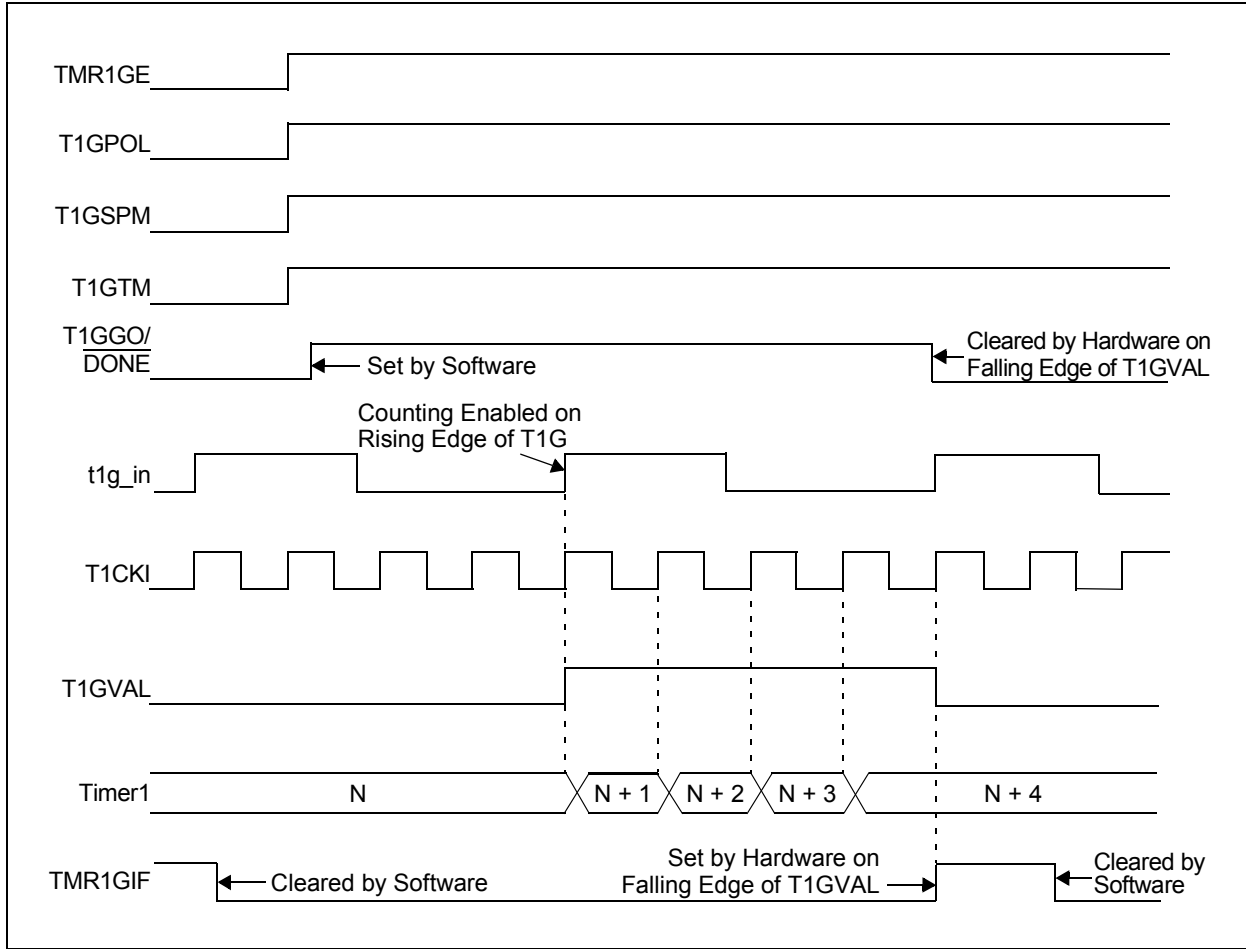 TMR1GE
T1GPOL
T1GSPM
T1GTM
T1GGO/
DONE
Set by Software
Cleared by Hardware on
Falling Edge of T1GVAL
Counting Enabled on
Rising Edge of T1G
t1g_in
T1CKI
T1GVAL
Timer1
N
N + 1
N + 2
N + 3
N + 4
TMR1GIF
Cleared by Software
Set by Hardware on
Falling Edge of T1GVAL
Cleared by
Software